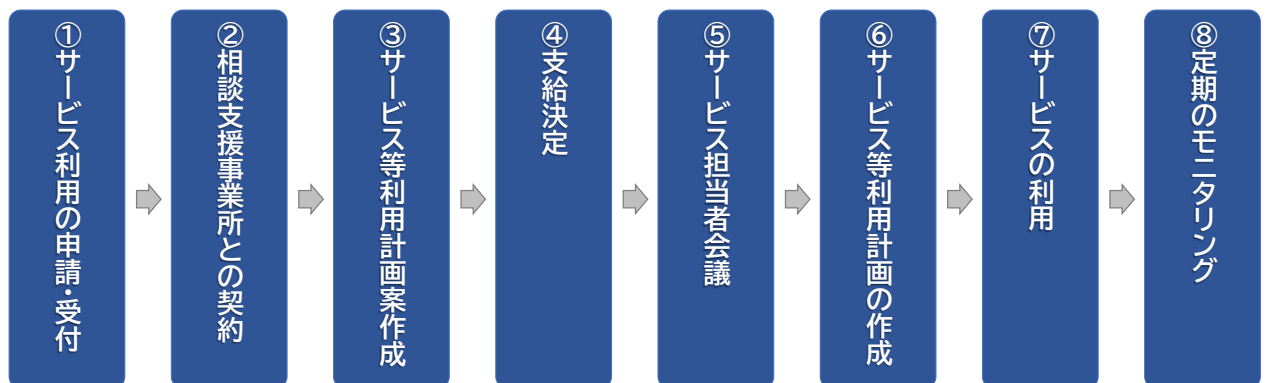 ①サービス利用の申請・受付
②相談支援事業所との契約
③サービス等利用計画案作成
④支給決定
⑤サービス担当者会議
⑥サービス等利用計画の作成
⑦サービスの利用
⑧定期のモニタリング